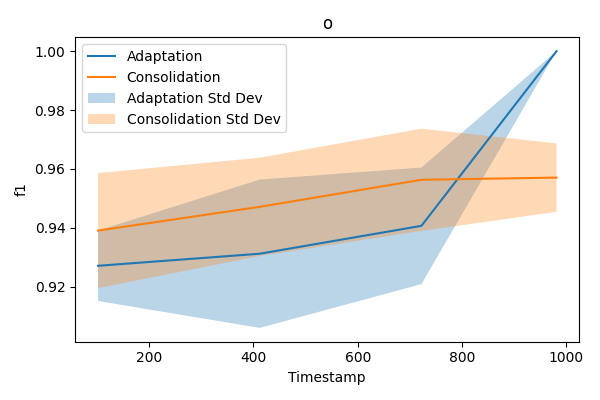 o
1.00
0.98
0.96
0.94
0.92
f1
Adaptation
Consolidation
Adaptation Std Dev
Consolidation Std Dev
200
400
600
800
1000
Timestamp